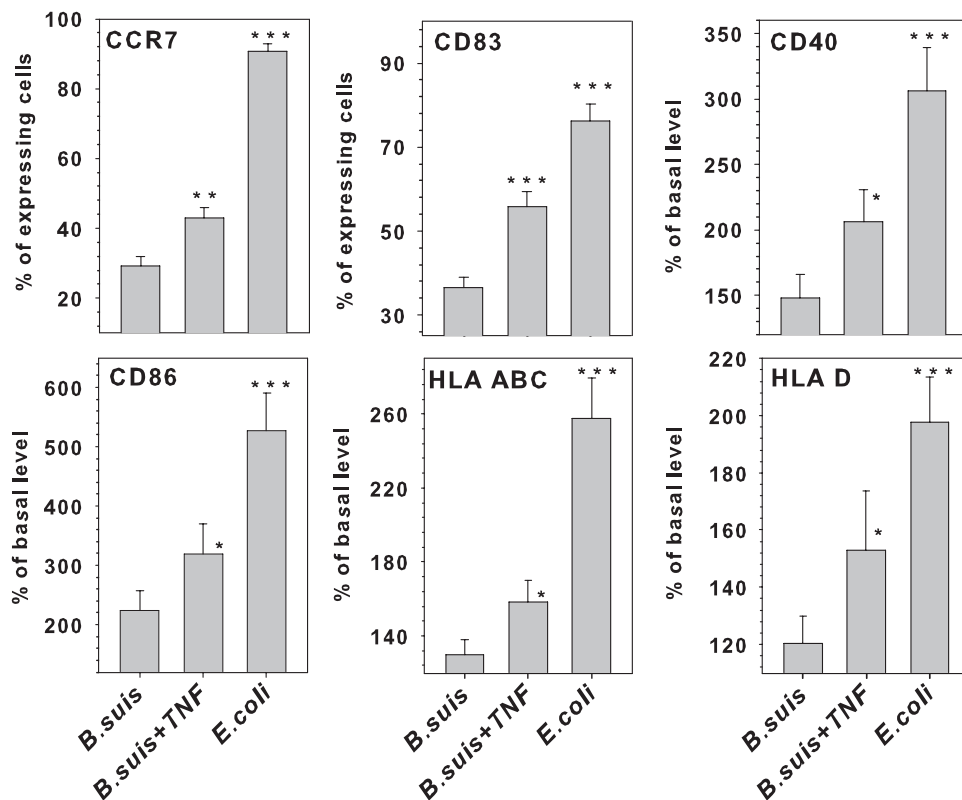 CCR7
% of expressing cells
100
80
60
40
20
* * *
* *
CD83
% of expressing cells
90
70
50
30
* * *
* * *
CD40
% of basal level
350
300
250
200
150
* * *
*
CD86
% of basal level
600
500
400
300
200
* * *
*
HLA ABC
% of basal level
260
220
180
140
* * *
*
HLA D
% of basal level
220
200
180
160
140
120
* * *
*
B.suis
B.suis+TNF
E.coli
B.suis
B.suis+TNF
E.coli
B.suis
B.suis+TNF
E.coli